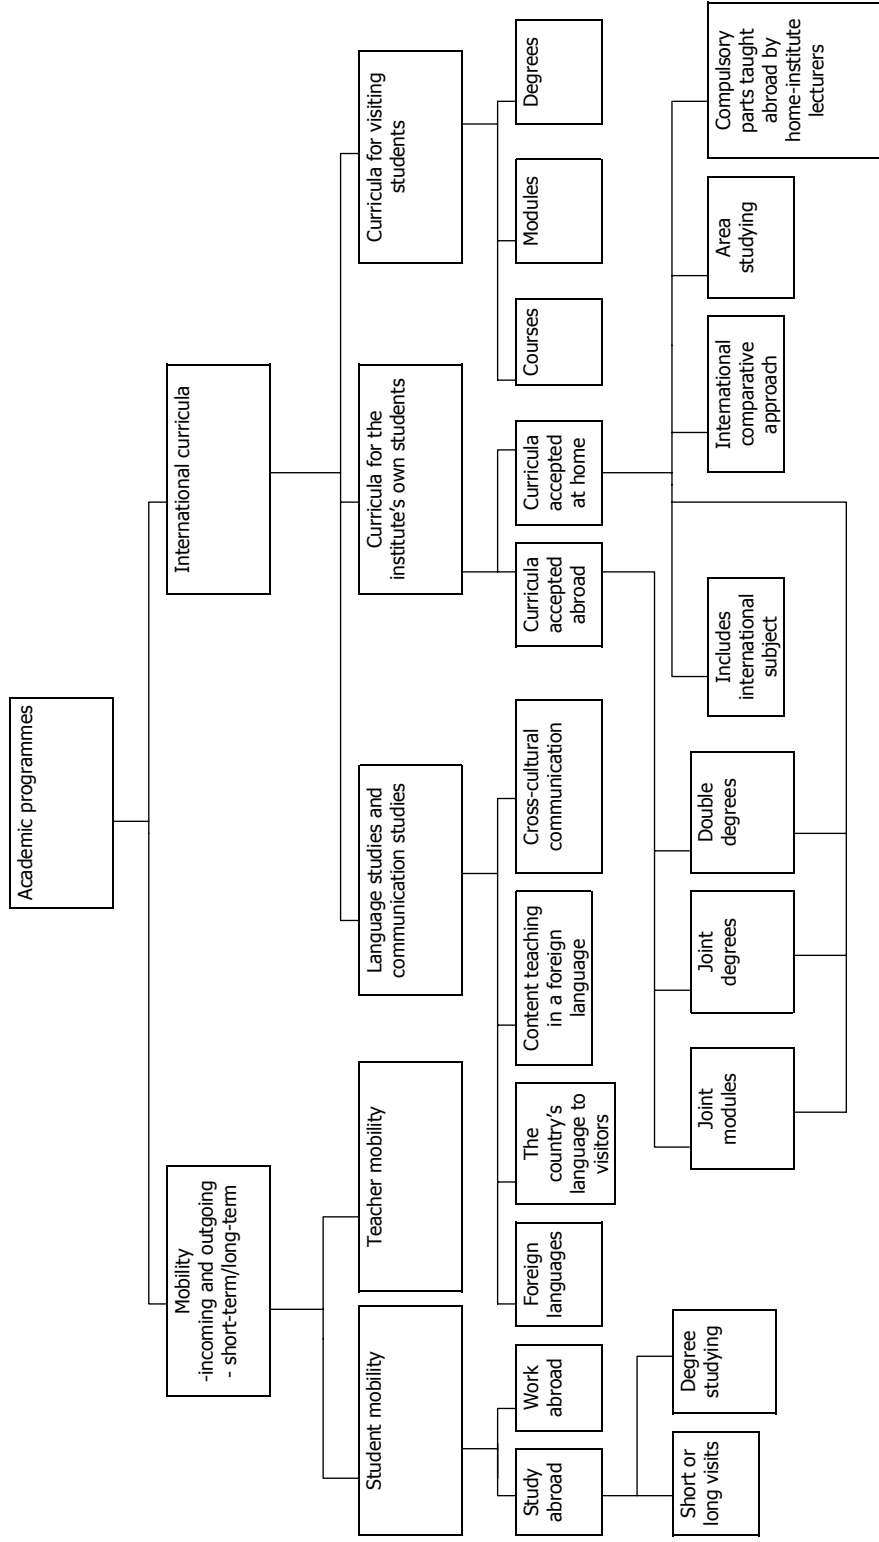 Academic programmes
Mobility
-incoming and outgoing
- short-term/long-term
International curricula
Student mobility
Teacher mobility
Language studies and
communication studies
Curricula for the
institute's own students
Curricula for visiting
students
Study
abroad
Work
abroad
Foreign
languages
The
country's
language to
visitors
Content teaching
in a foreign
language
Cross-cultural
communication
Curricula
accepted
abroad
Curricula
accepted
at home
Courses
Modules
Degrees
Short or
long visits
Degree
studying
Joint
modules
Joint
degrees
Double
degrees
Includes
international
subject
International
comparative
approach
Area
studying
Compulsory
parts taught
abroad by
home-institute
lecturers